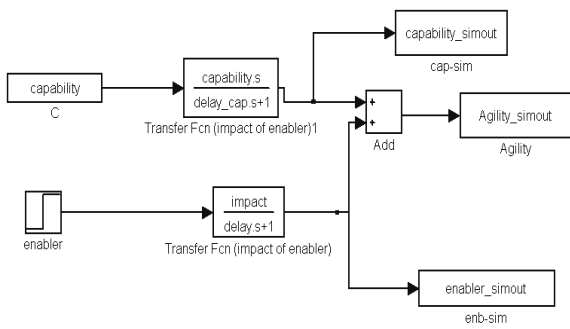 capability_simout
cap-sim
capability
C
capability.s
delay_cap.s+1
Transfer Fcn (impact of enabler)1
+
+
Add
Agility_simout
Agility
enabler
impact
delay.s+1
Transfer Fcn (impact of enabler)
enabler_simout
enb-sim